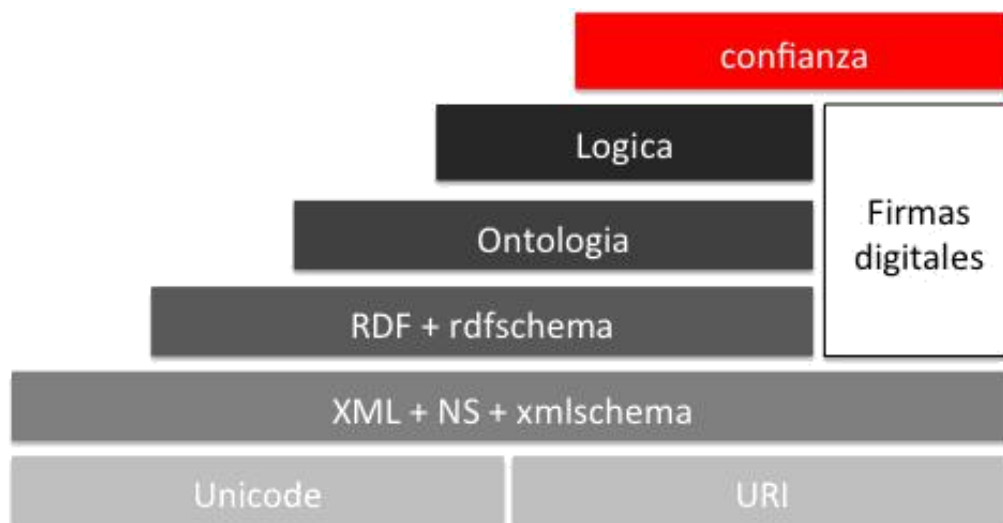 confianza
Logica
Firmas
digitales
Ontologia
RDF + rdfschema
XML + NS + xmlschema
Unicode
URI